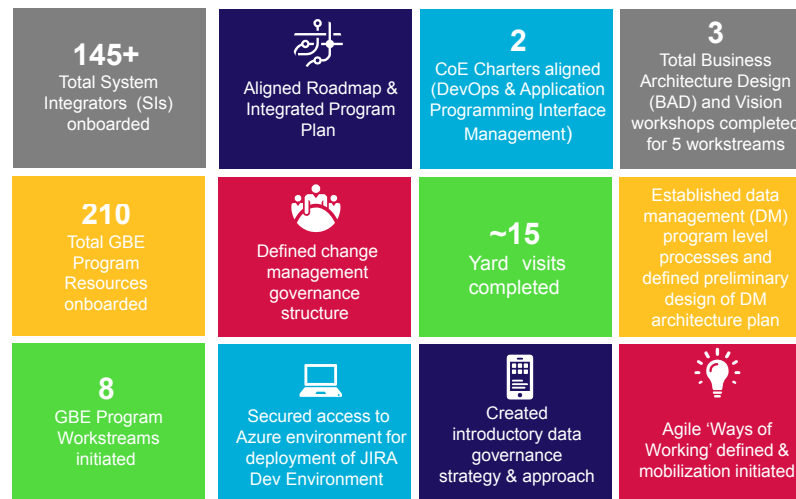 145+
Total System
Integrators (SIs)
onboarded
Aligned Roadmap &
Integrated Program
Plan
2
CoE Charters aligned
(DevOps & Application
Programming Interface
Management)
3
Total Business
Architecture Design
(BAD) and Vision
workshops completed
for 5 workstreams
210
Total GBE
Program
Resources
onboarded
Defined change
management
governance
structure
~15
Yard visits
completed
Established data
management (DM)
program level
processes and
defined preliminary
design of DM
architecture plan
8
GBE Program
Workstreams
initiated
Secured access to
Azure environment for
deployment of JIRA
Dev Environment
Created
introductory data
governance
strategy & approach
Agile ‘Ways of
Working’ defined &
mobilization initiated